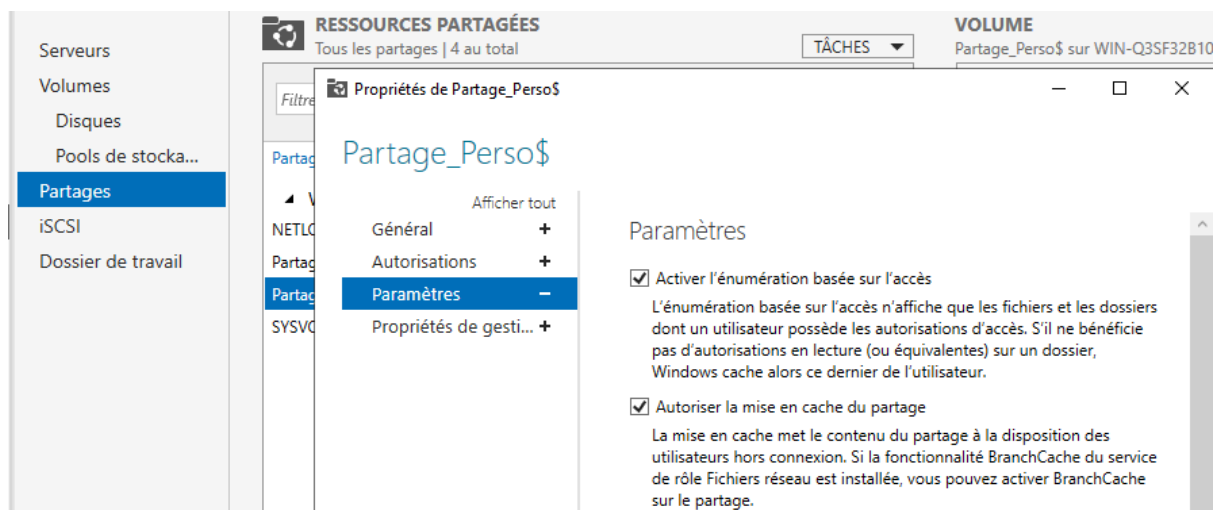 Serveurs
Volumes
Disques
Pools de stocka...
Partages
iSCSI
Dossier de travail
RESSOURCES PARTAGÉES
Tous les partages | 4 au total
TÂCHES
VOLUME
Partage_Perso$ sur WIN-Q3SF32B10
Filtre
Partag
NETLO
Partag
Partag
SYSVO
Propriétés de Partage_Perso$
Partage_Perso$
Afficher tout
Général +
Autorisations +
Paramètres −
Propriétés de gesti... +
Paramètres
Activer l'énumération basée sur l'accès
L'énumération basée sur l'accès n'affiche que les fichiers et les dossiers
dont un utilisateur possède les autorisations d'accès. S'il ne bénéficie
pas d'autorisations en lecture (ou équivalentes) sur un dossier,
Windows cache alors ce dernier de l'utilisateur.
Autoriser la mise en cache du partage
La mise en cache met le contenu du partage à la disposition des
utilisateurs hors connexion. Si la fonctionnalité BranchCache du service
de rôle Fichiers réseau est installée, vous pouvez activer BranchCache
sur le partage.